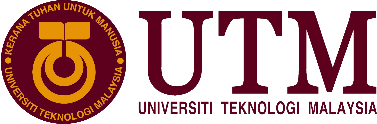 KERANA TUHAN UNTUK MANUSIA
UNIVERSITI TEKNOLOGI MALAYSIA
UTM
UNIVERSITI TEKNOLOGI MALAYSIA